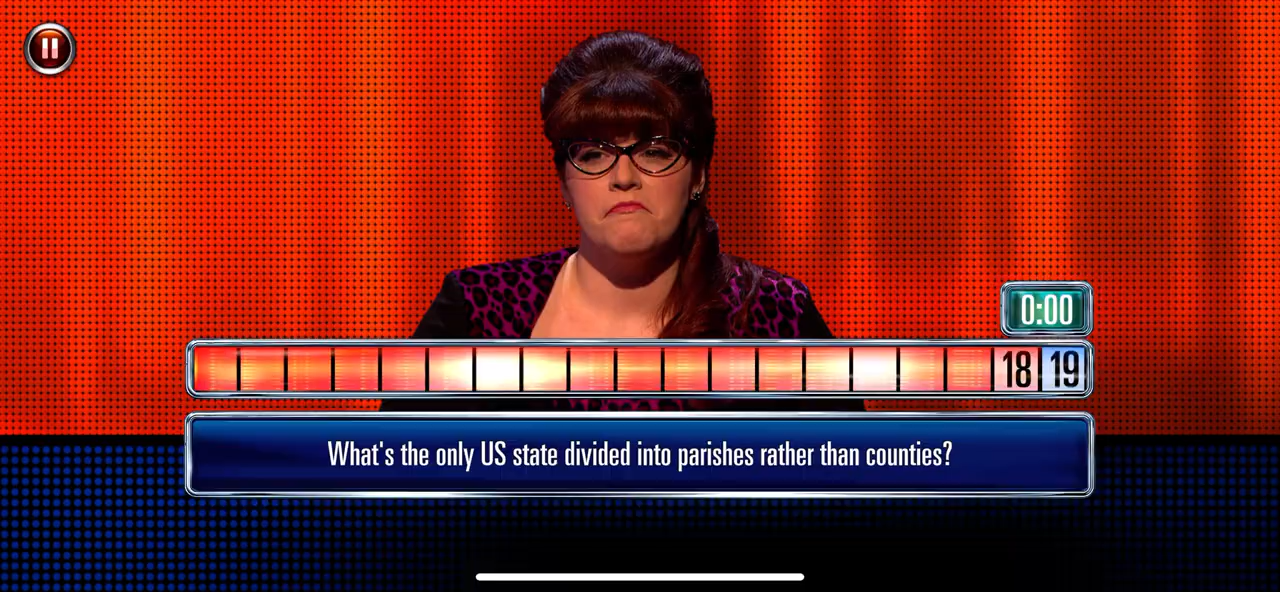 0:00
18 19
What's the only US state divided into parishes rather than counties?